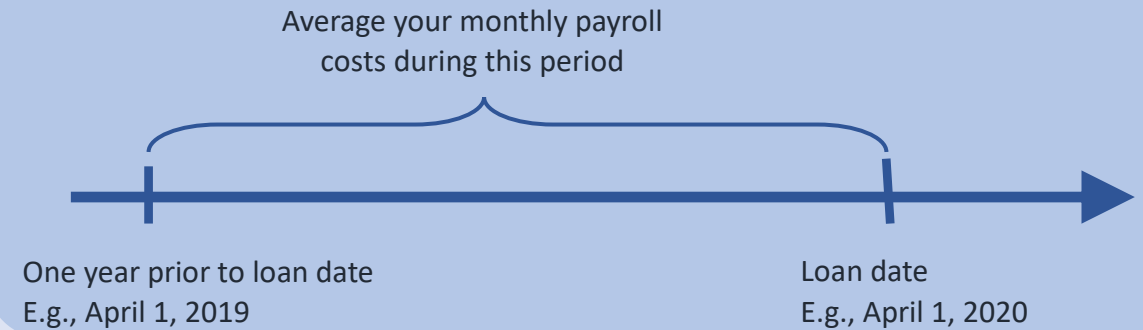 Average your monthly payroll
costs during this period
One year prior to loan date
E.g., April 1, 2019
Loan date
E.g., April 1, 2020